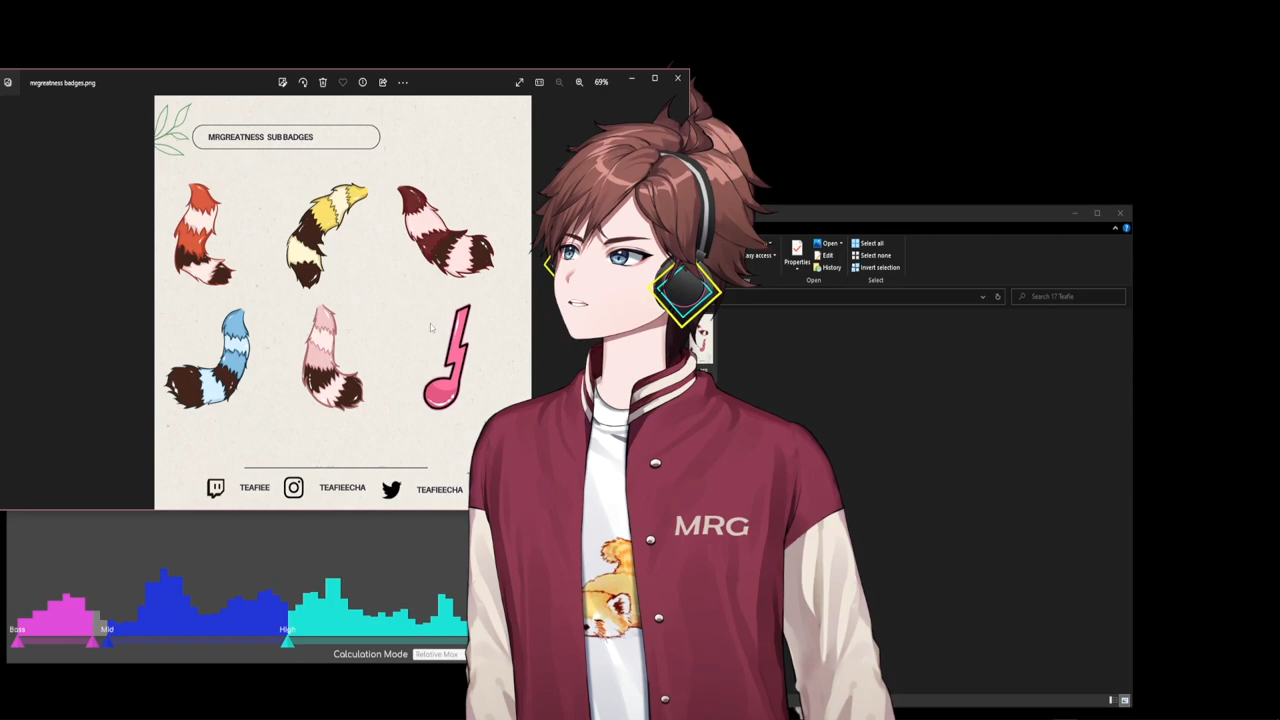 mrgreatness badges.png
69%
MRGREATNESS SUB BADGES
TEAFIEE
TEAFIEECHA
TEAFIEECHA
Open
Select all
Edit
Select none
Properties
History
Invert selection
Open
Select
Search 17 Teafie
MRG
Bass
Mid
High
Calculation Mode
Relative Max